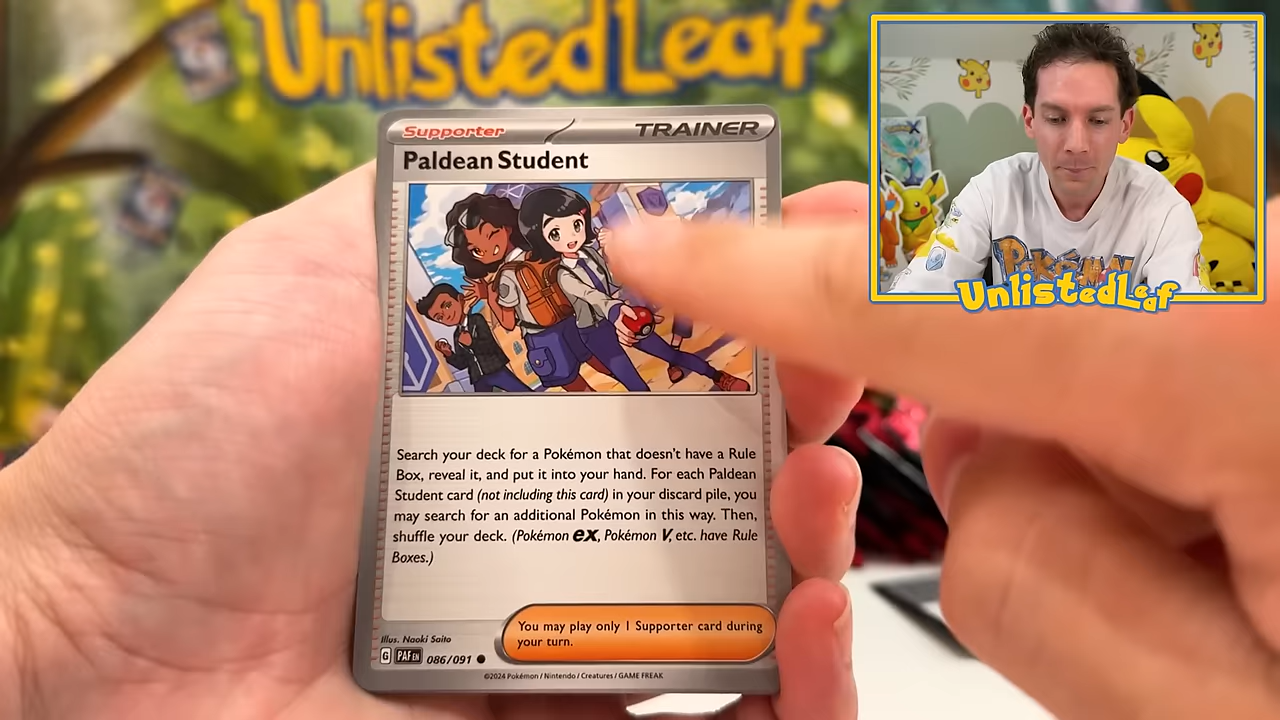 UnlistedLeaf
Supporter
TRAINER
Paldean Student
Search your deck for a Pokémon that doesn't have a Rule
Box, reveal it, and put it into your hand. For each Paldean
Student card (not including this card) in your discard pile, you
may search for an additional Pokémon in this way. Then,
shuffle your deck. (Pokémon ex, Pokémon V, etc. have Rule
Boxes.)
You may play only 1 Supporter card during
your turn.
Illus. Naoki Saito
G PAF EN 086/091
©2024 Pokémon / Nintendo / Creatures / GAME FREAK
POKéMON
UnlistedLeaf